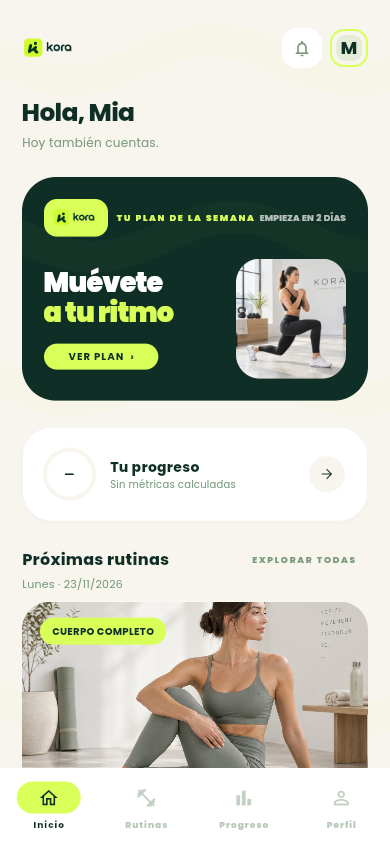 kora
M
Hola, Mia
Hoy también cuentas.
kora
TU PLAN DE LA SEMANA
EMPIEZA EN 2 DÍAS
Muévete
a tu ritmo
VER PLAN ›
KORA
–
Tu progreso
Sin métricas calculadas
Próximas rutinas
EXPLORAR TODAS
Lunes · 23/11/2026
CUERPO COMPLETO
MOVEMENT
Inicio
Rutinas
Progreso
Perfil